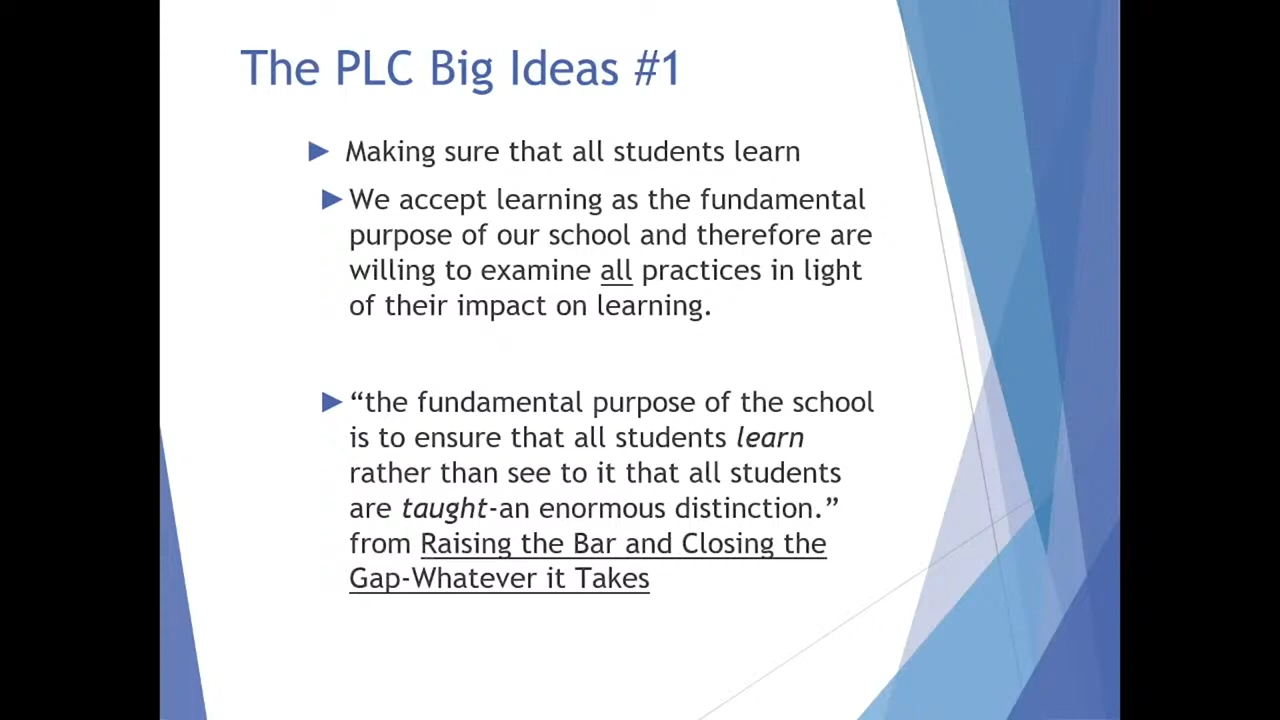 The PLC Big Ideas #1
Making sure that all students learn
We accept learning as the fundamental
purpose of our school and therefore are
willing to examine all practices in light
of their impact on learning.
“the fundamental purpose of the school
is to ensure that all students learn
rather than see to it that all students
are taught-an enormous distinction.”
from Raising the Bar and Closing the
Gap-Whatever it Takes